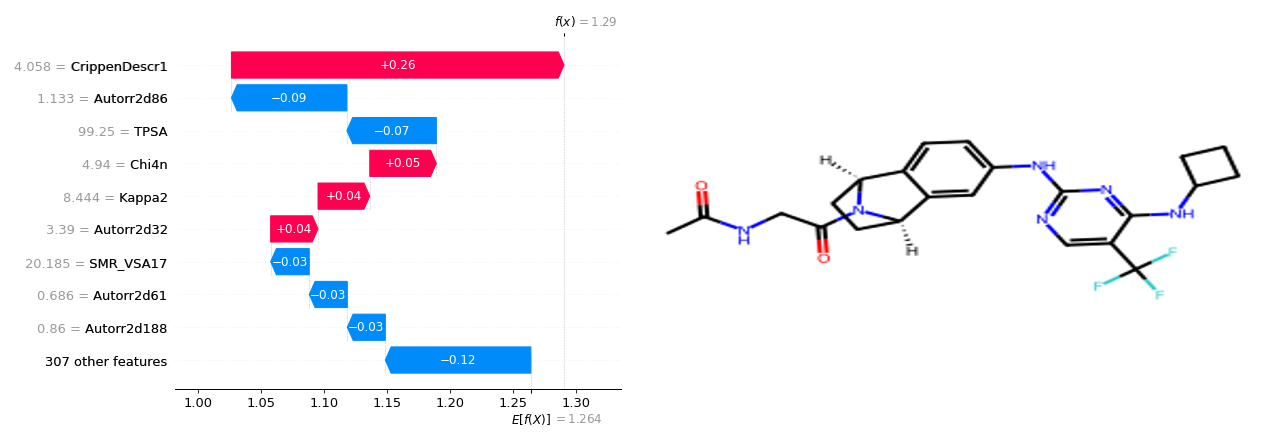 f(x) = 1.29
4.058 = CrippenDescr1
+0.26
1.133 = Autorr2d86
−0.09
99.25 = TPSA
−0.07
4.94 = Chi4n
+0.05
8.444 = Kappa2
+0.04
3.39 = Autorr2d32
+0.04
20.185 = SMR_VSA17
−0.03
0.686 = Autorr2d61
−0.03
0.86 = Autorr2d188
−0.03
307 other features
−0.12
1.00 1.05 1.10 1.15 1.20 1.25 1.30
E[f(X)] = 1.264
O
N
H
O
N
H
H
NH
N
N
NH
F
F
F